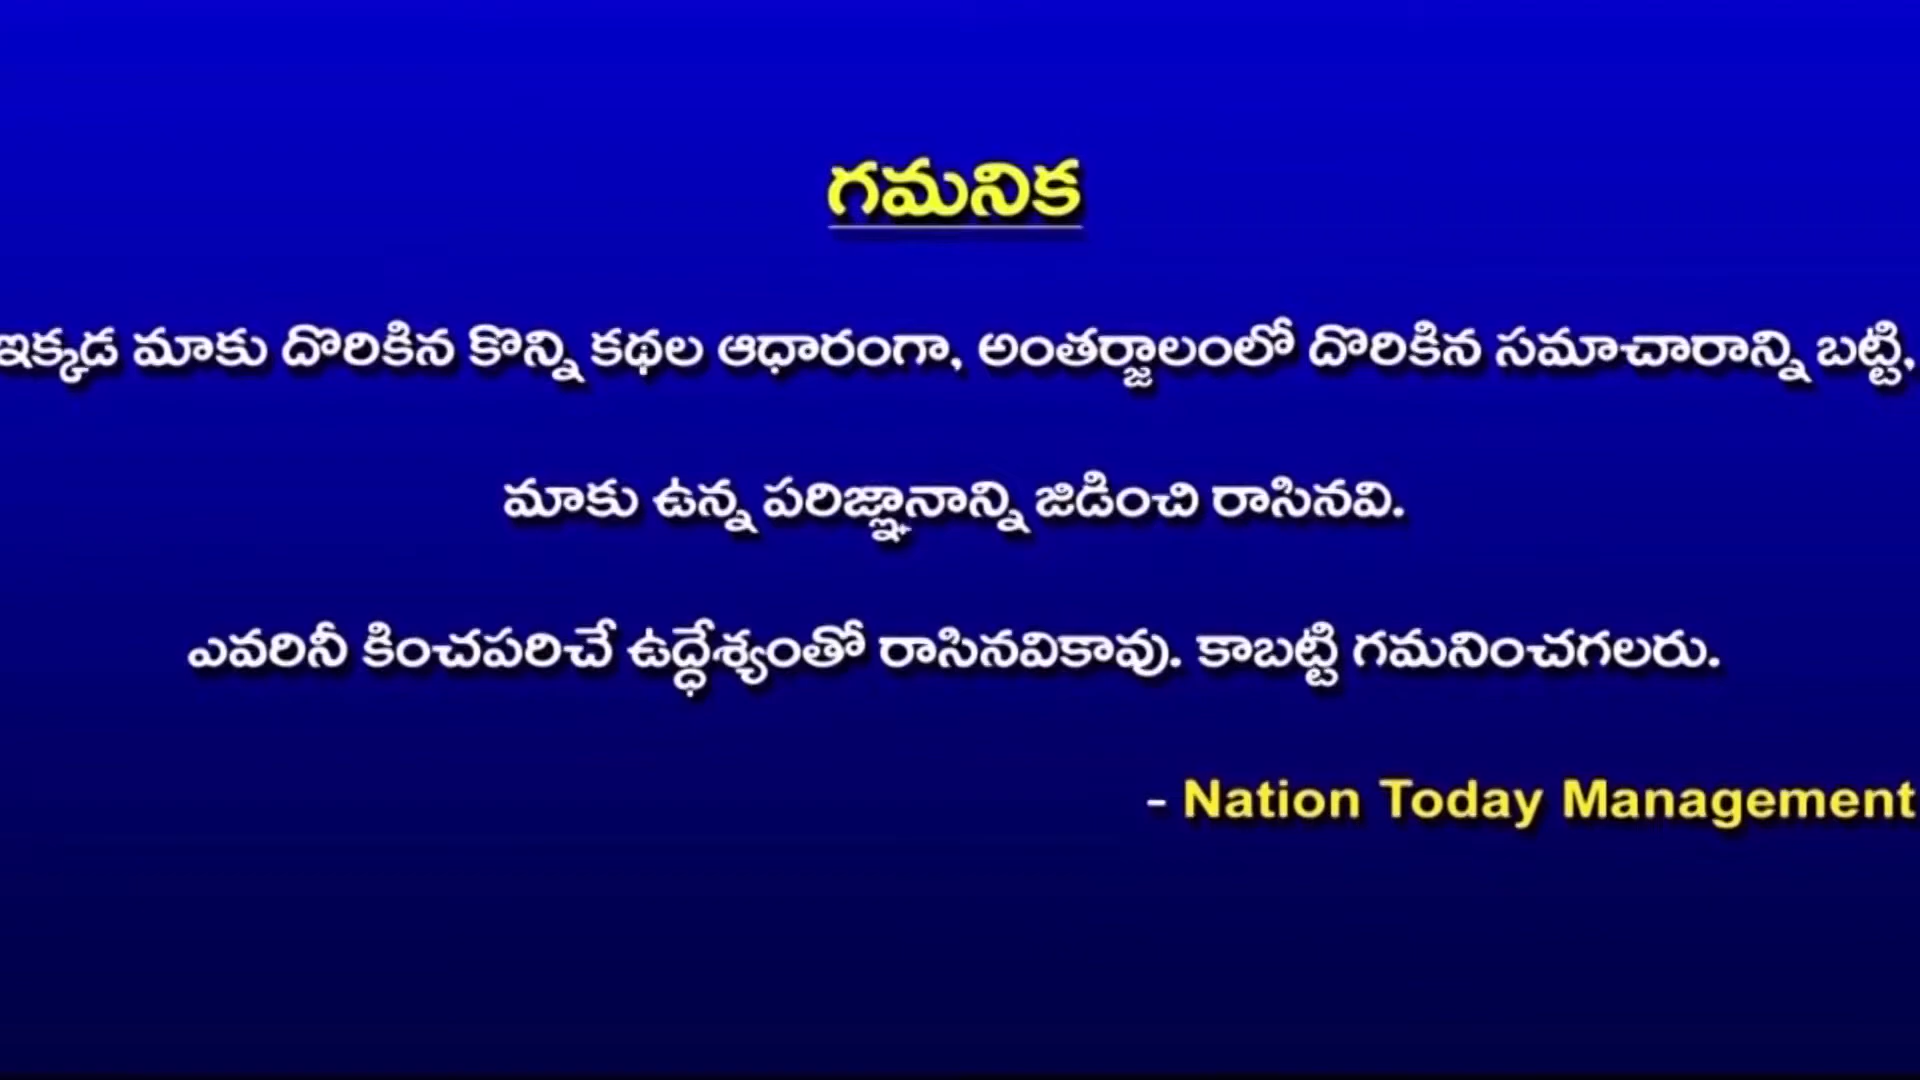 గమనిక
ఇక్కడ మాకు దొరికిన కొన్ని కథల ఆధారంగా, అంతర్జాలంలో దొరికిన సమాచారాన్ని బట్టి,
మాకు ఉన్న పరిజ్ఞానాన్ని జిడించి రాసినవి.
ఎవరినీ కించపరిచే ఉద్ధేశ్యంతో రాసినవికావు. కాబట్టి గమనించగలరు.
- Nation Today Management